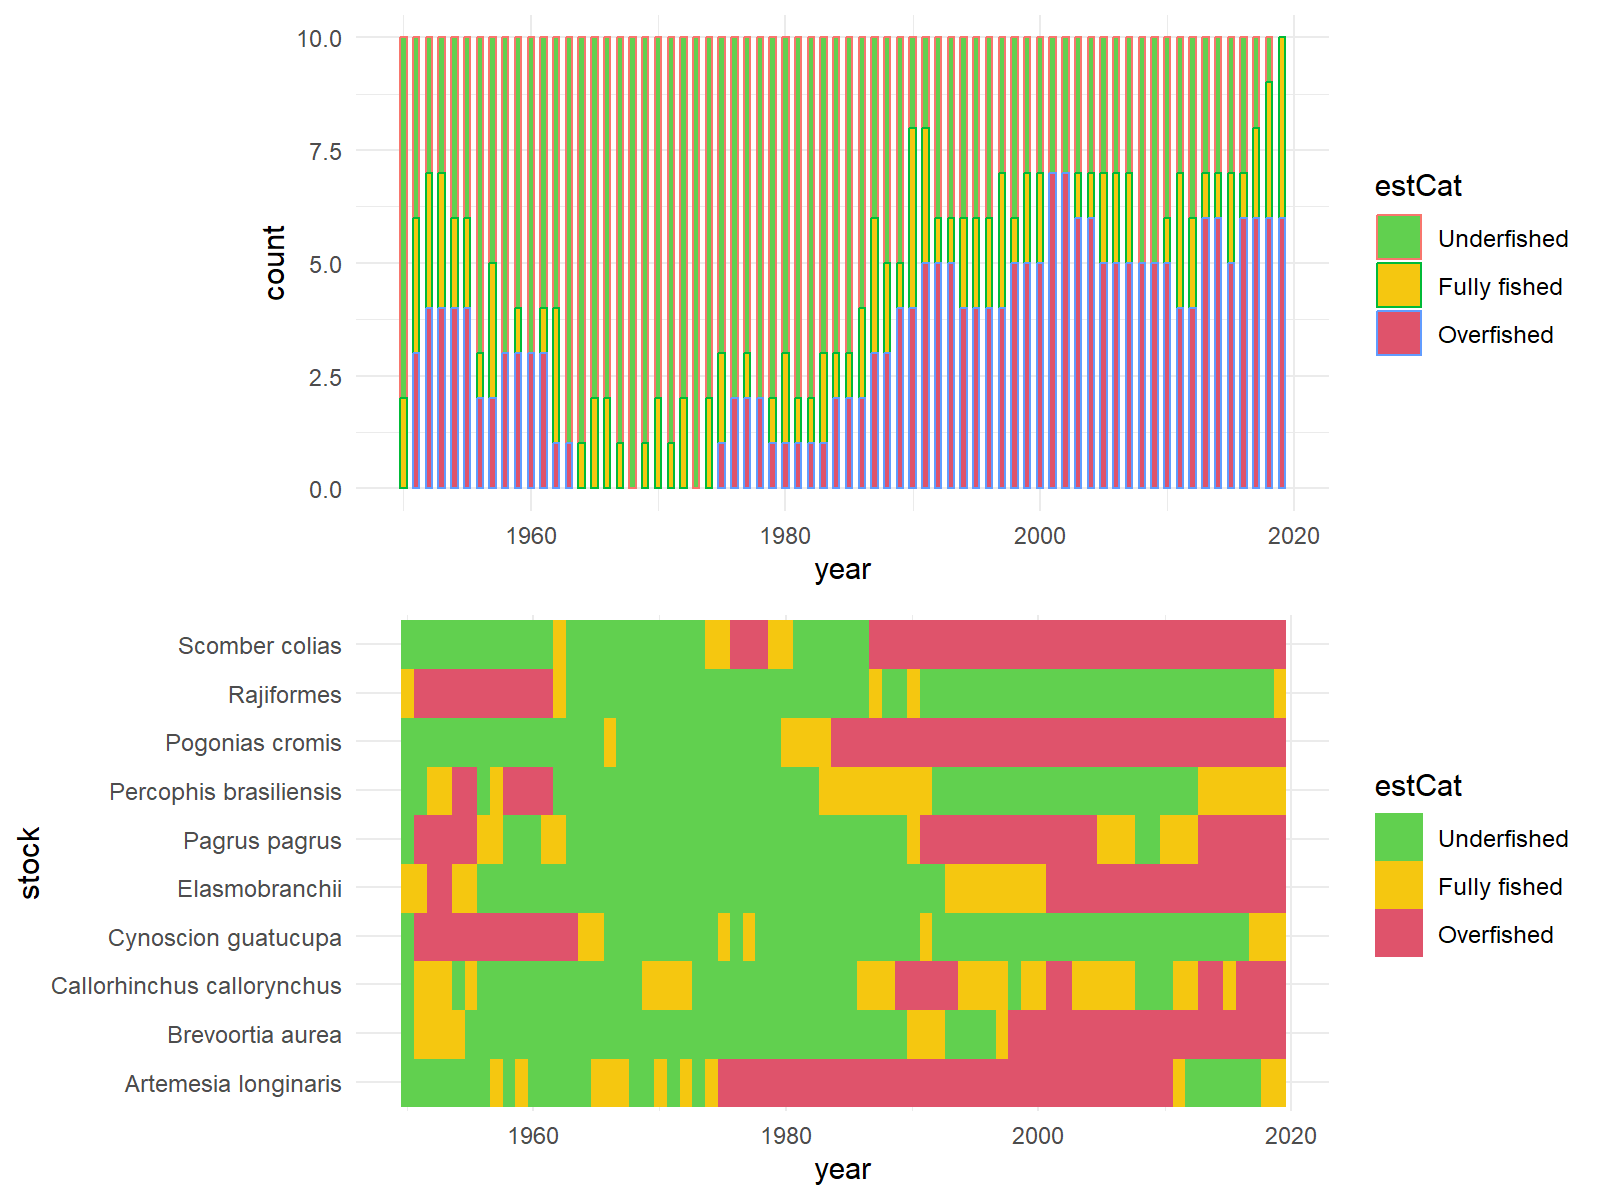 10.0
7.5
5.0
2.5
0.0
count
1960 1980 2000 2020
year
estCat
Underfished
Fully fished
Overfished
Scomber colias
Rajiformes
Pogonias cromis
Percophis brasiliensis
Pagrus pagrus
Elasmobranchii
Cynoscion guatucupa
Callorhinchus callorynchus
Brevoortia aurea
Artemesia longinaris
stock
1960 1980 2000 2020
year
estCat
Underfished
Fully fished
Overfished